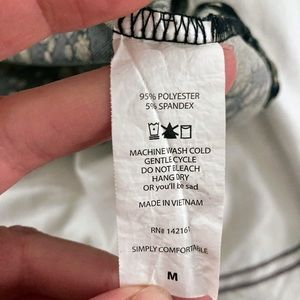 95% POLYESTER
5% SPANDEX
MACHINE WASH COLD
GENTLE CYCLE
DO NOT BLEACH
HANG DRY
OR you'll be sad
MADE IN VIETNAM
RN# 142161
SIMPLY COMFORTABLE
M